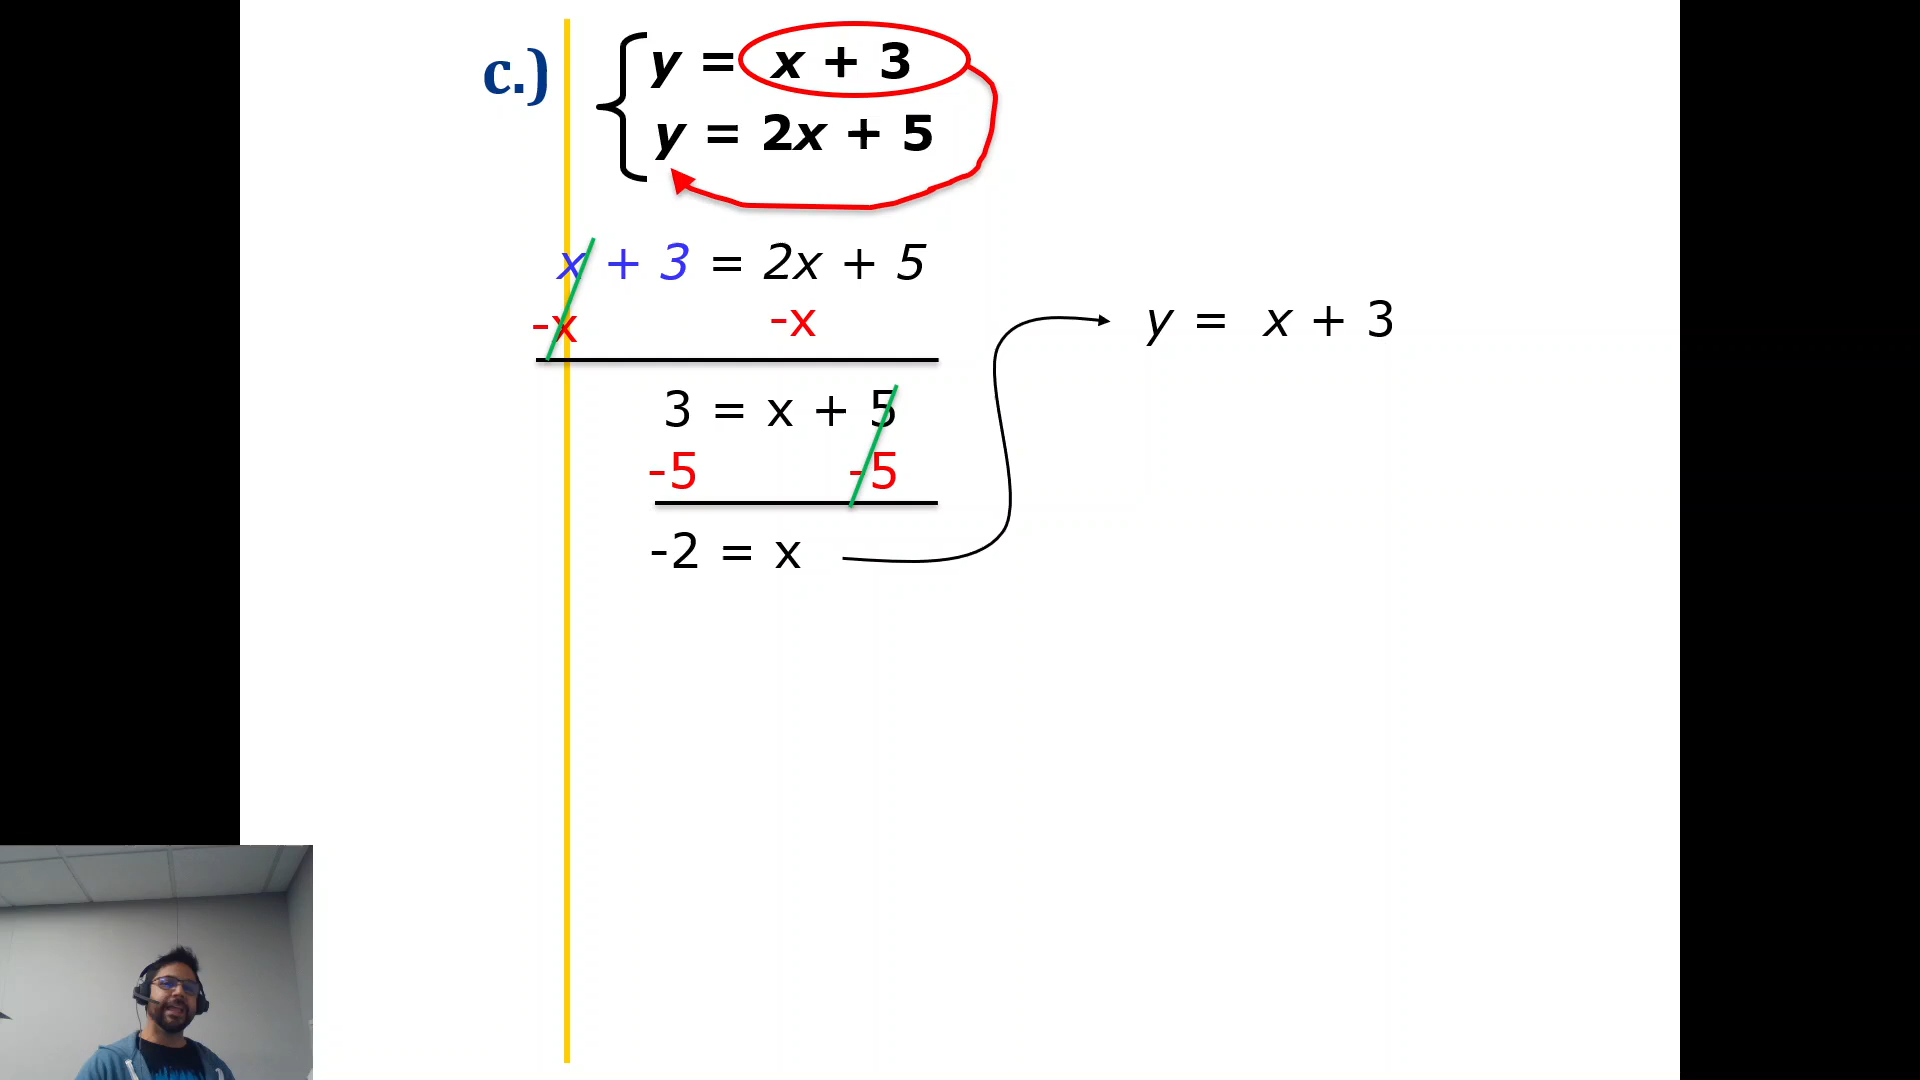 c.)
y = x + 3
y = 2x + 5
x + 3 = 2x + 5
-x -x
y = x + 3
3 = x + 5
-5 -5
-2 = x